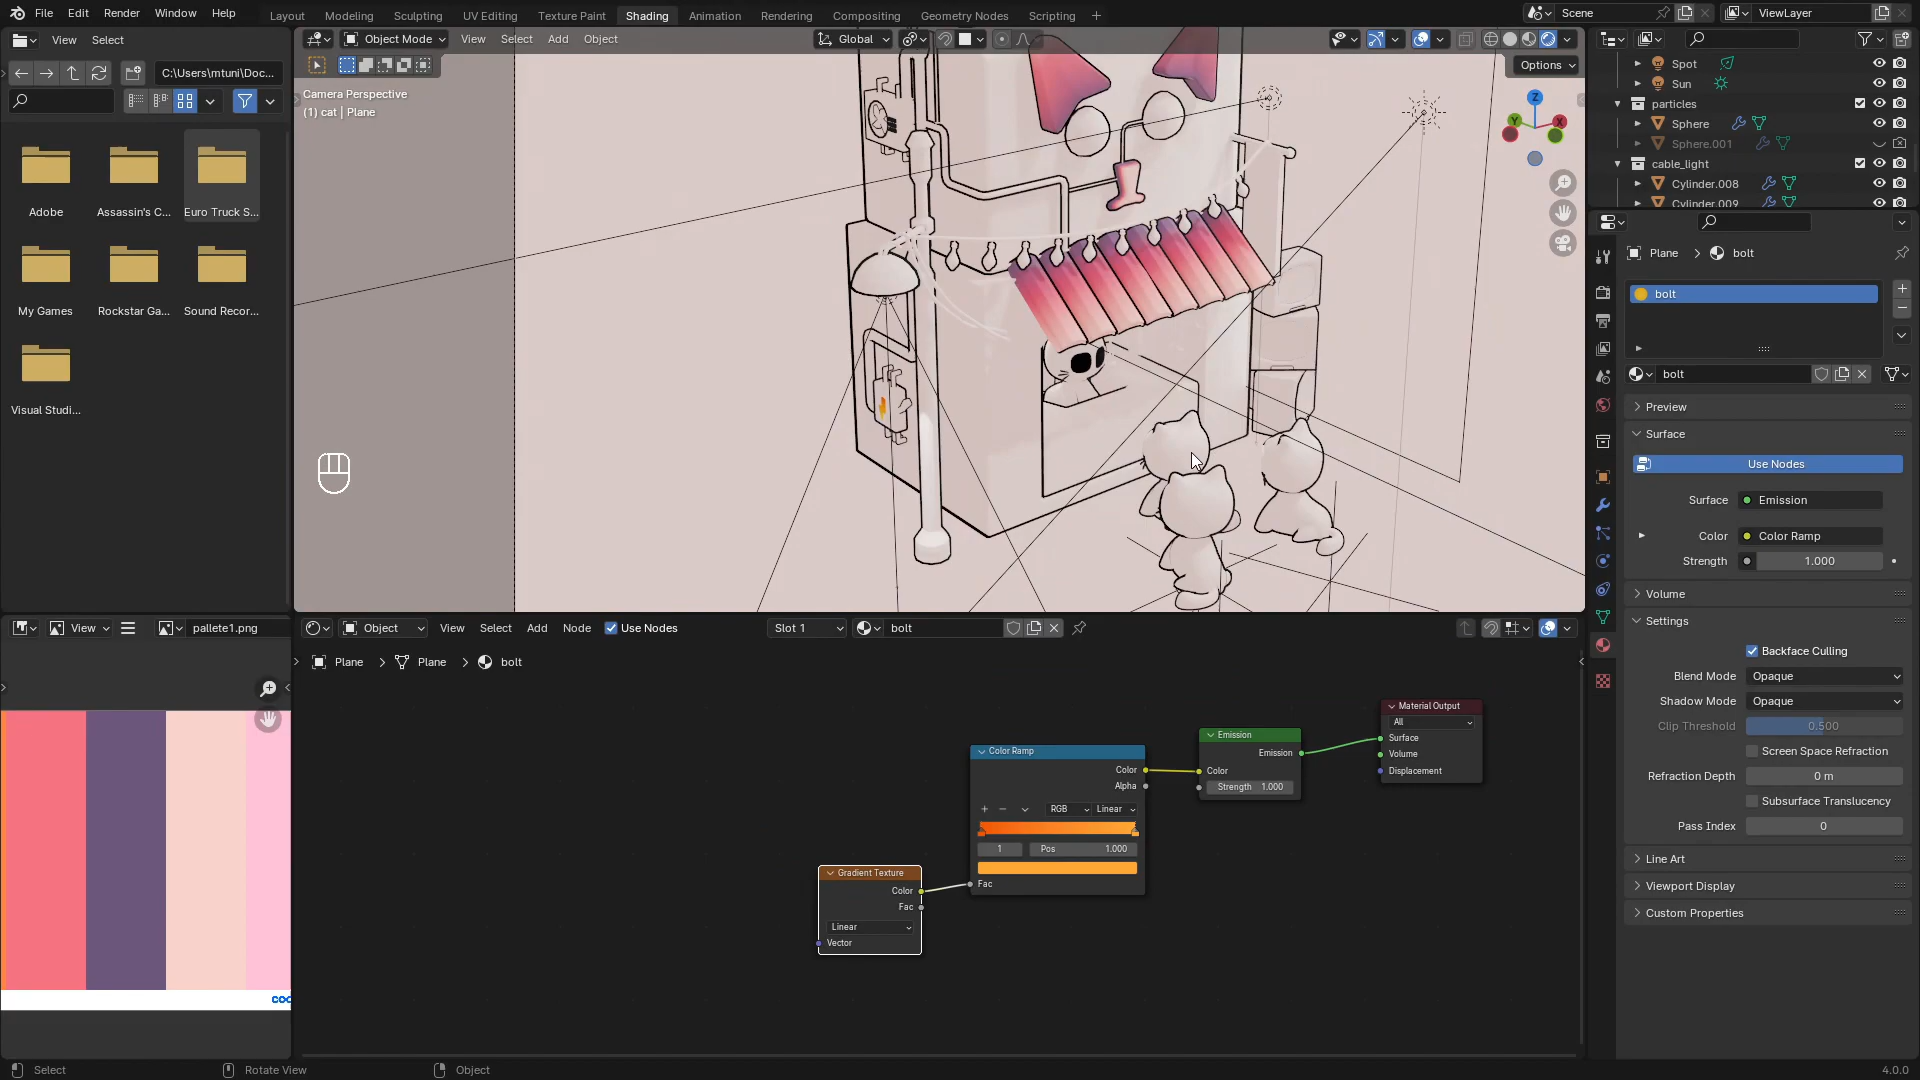 File Edit Render Window Help
Layout Modeling Sculpting UV Editing Texture Paint Shading Animation Rendering Compositing Geometry Nodes Scripting +
Scene
ViewLayer
View Select
C:\Users\mtuni\Doc...
Adobe
Assassin's C...
Euro Truck S...
My Games
Rockstar Ga...
Sound Recor...
Visual Studi...
Object Mode View Select Add Object
Global
Options
Camera Perspective
(1) cat | Plane
Z
Y
X
Spot
Sun
particles
Sphere
Sphere.001
cable_light
Cylinder.008
Cylinder.009
Plane > bolt
bolt
bolt
Preview
Surface
Use Nodes
Surface Emission
Color Color Ramp
Strength 1.000
Volume
Settings
Backface Culling
Blend Mode Opaque
Shadow Mode Opaque
Clip Threshold 0.500
Screen Space Refraction
Refraction Depth 0 m
Subsurface Translucency
Pass Index 0
Line Art
Viewport Display
Custom Properties
View
pallete1.png
Object View Select Add Node Use Nodes
Slot 1
bolt
Plane > Plane > bolt
Material Output
All
Surface
Volume
Displacement
Emission
Emission
Color
Strength 1.000
Color Ramp
Color
Alpha
RGB Linear
1 Pos 1.000
Fac
Gradient Texture
Color
Fac
Linear
Vector
Select
Rotate View
Object
4.0.0